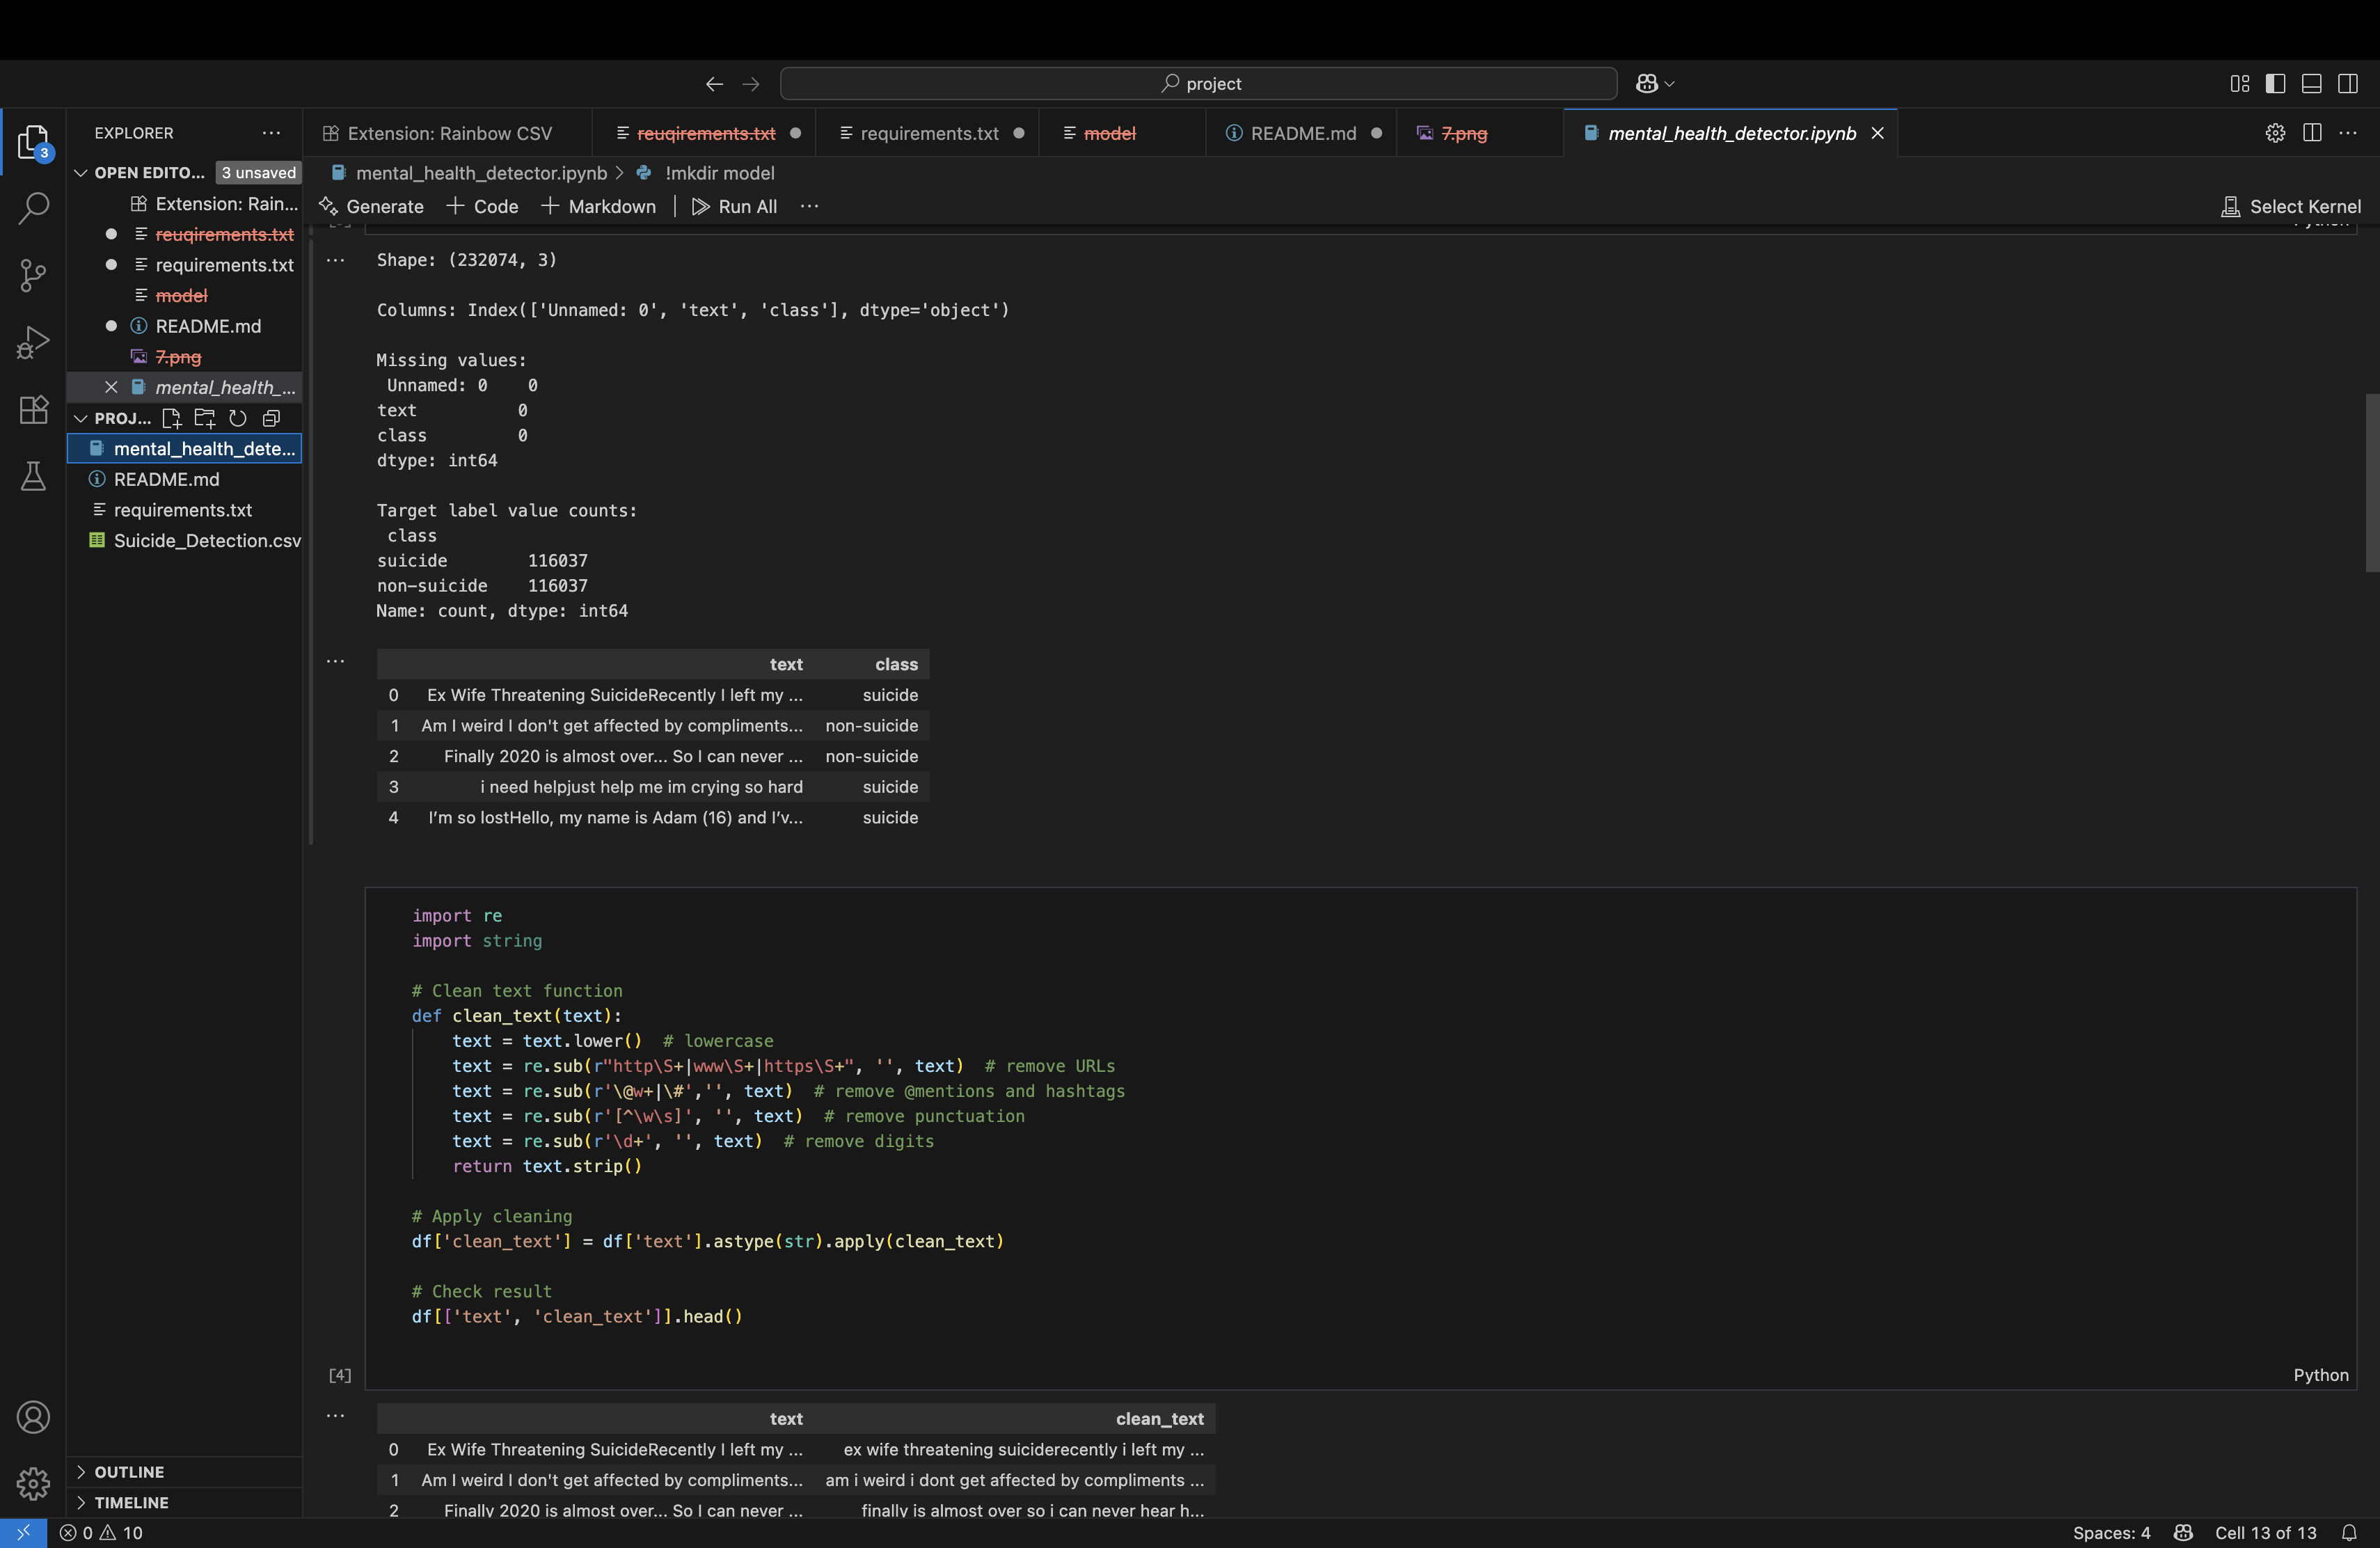 project
EXPLORER
OPEN EDITO... 3 unsaved
Extension: Rain...
reuqirements.txt
requirements.txt
model
README.md
7.png
mental_health_...
PROJ...
mental_health_dete...
README.md
requirements.txt
Suicide_Detection.csv
OUTLINE
TIMELINE
3
Extension: Rainbow CSV
reuqirements.txt
requirements.txt
model
README.md
7.png
mental_health_detector.ipynb
mental_health_detector.ipynb > !mkdir model
Generate + Code + Markdown | Run All ...
Select Kernel
Shape: (232074, 3)
Columns: Index(['Unnamed: 0', 'text', 'class'], dtype='object')
Missing values:
Unnamed: 0 0
text 0
class 0
dtype: int64
Target label value counts:
class
suicide 116037
non-suicide 116037
Name: count, dtype: int64
text class
0 Ex Wife Threatening SuicideRecently I left my ... suicide
1 Am I weird I don't get affected by compliments... non-suicide
2 Finally 2020 is almost over... So I can never ... non-suicide
3 i need helpjust help me im crying so hard suicide
4 I’m so lostHello, my name is Adam (16) and I’v... suicide
import re
import string
# Clean text function
def clean_text(text):
    text = text.lower()  # lowercase
    text = re.sub(r"http\S+|www\S+|https\S+", '', text)  # remove URLs
    text = re.sub(r'\@w+|\#','', text)  # remove @mentions and hashtags
    text = re.sub(r'[^\w\s]', '', text)  # remove punctuation
    text = re.sub(r'\d+', '', text)  # remove digits
    return text.strip()
# Apply cleaning
df['clean_text'] = df['text'].astype(str).apply(clean_text)
# Check result
df[['text', 'clean_text']].head()
[4]
Python
text clean_text
0 Ex Wife Threatening SuicideRecently I left my ... ex wife threatening suiciderecently i left my ...
1 Am I weird I don't get affected by compliments... am i weird i dont get affected by compliments ...
2 Finally 2020 is almost over... So I can never ... finally is almost over so i can never hear h...
0 10
Spaces: 4 Cell 13 of 13